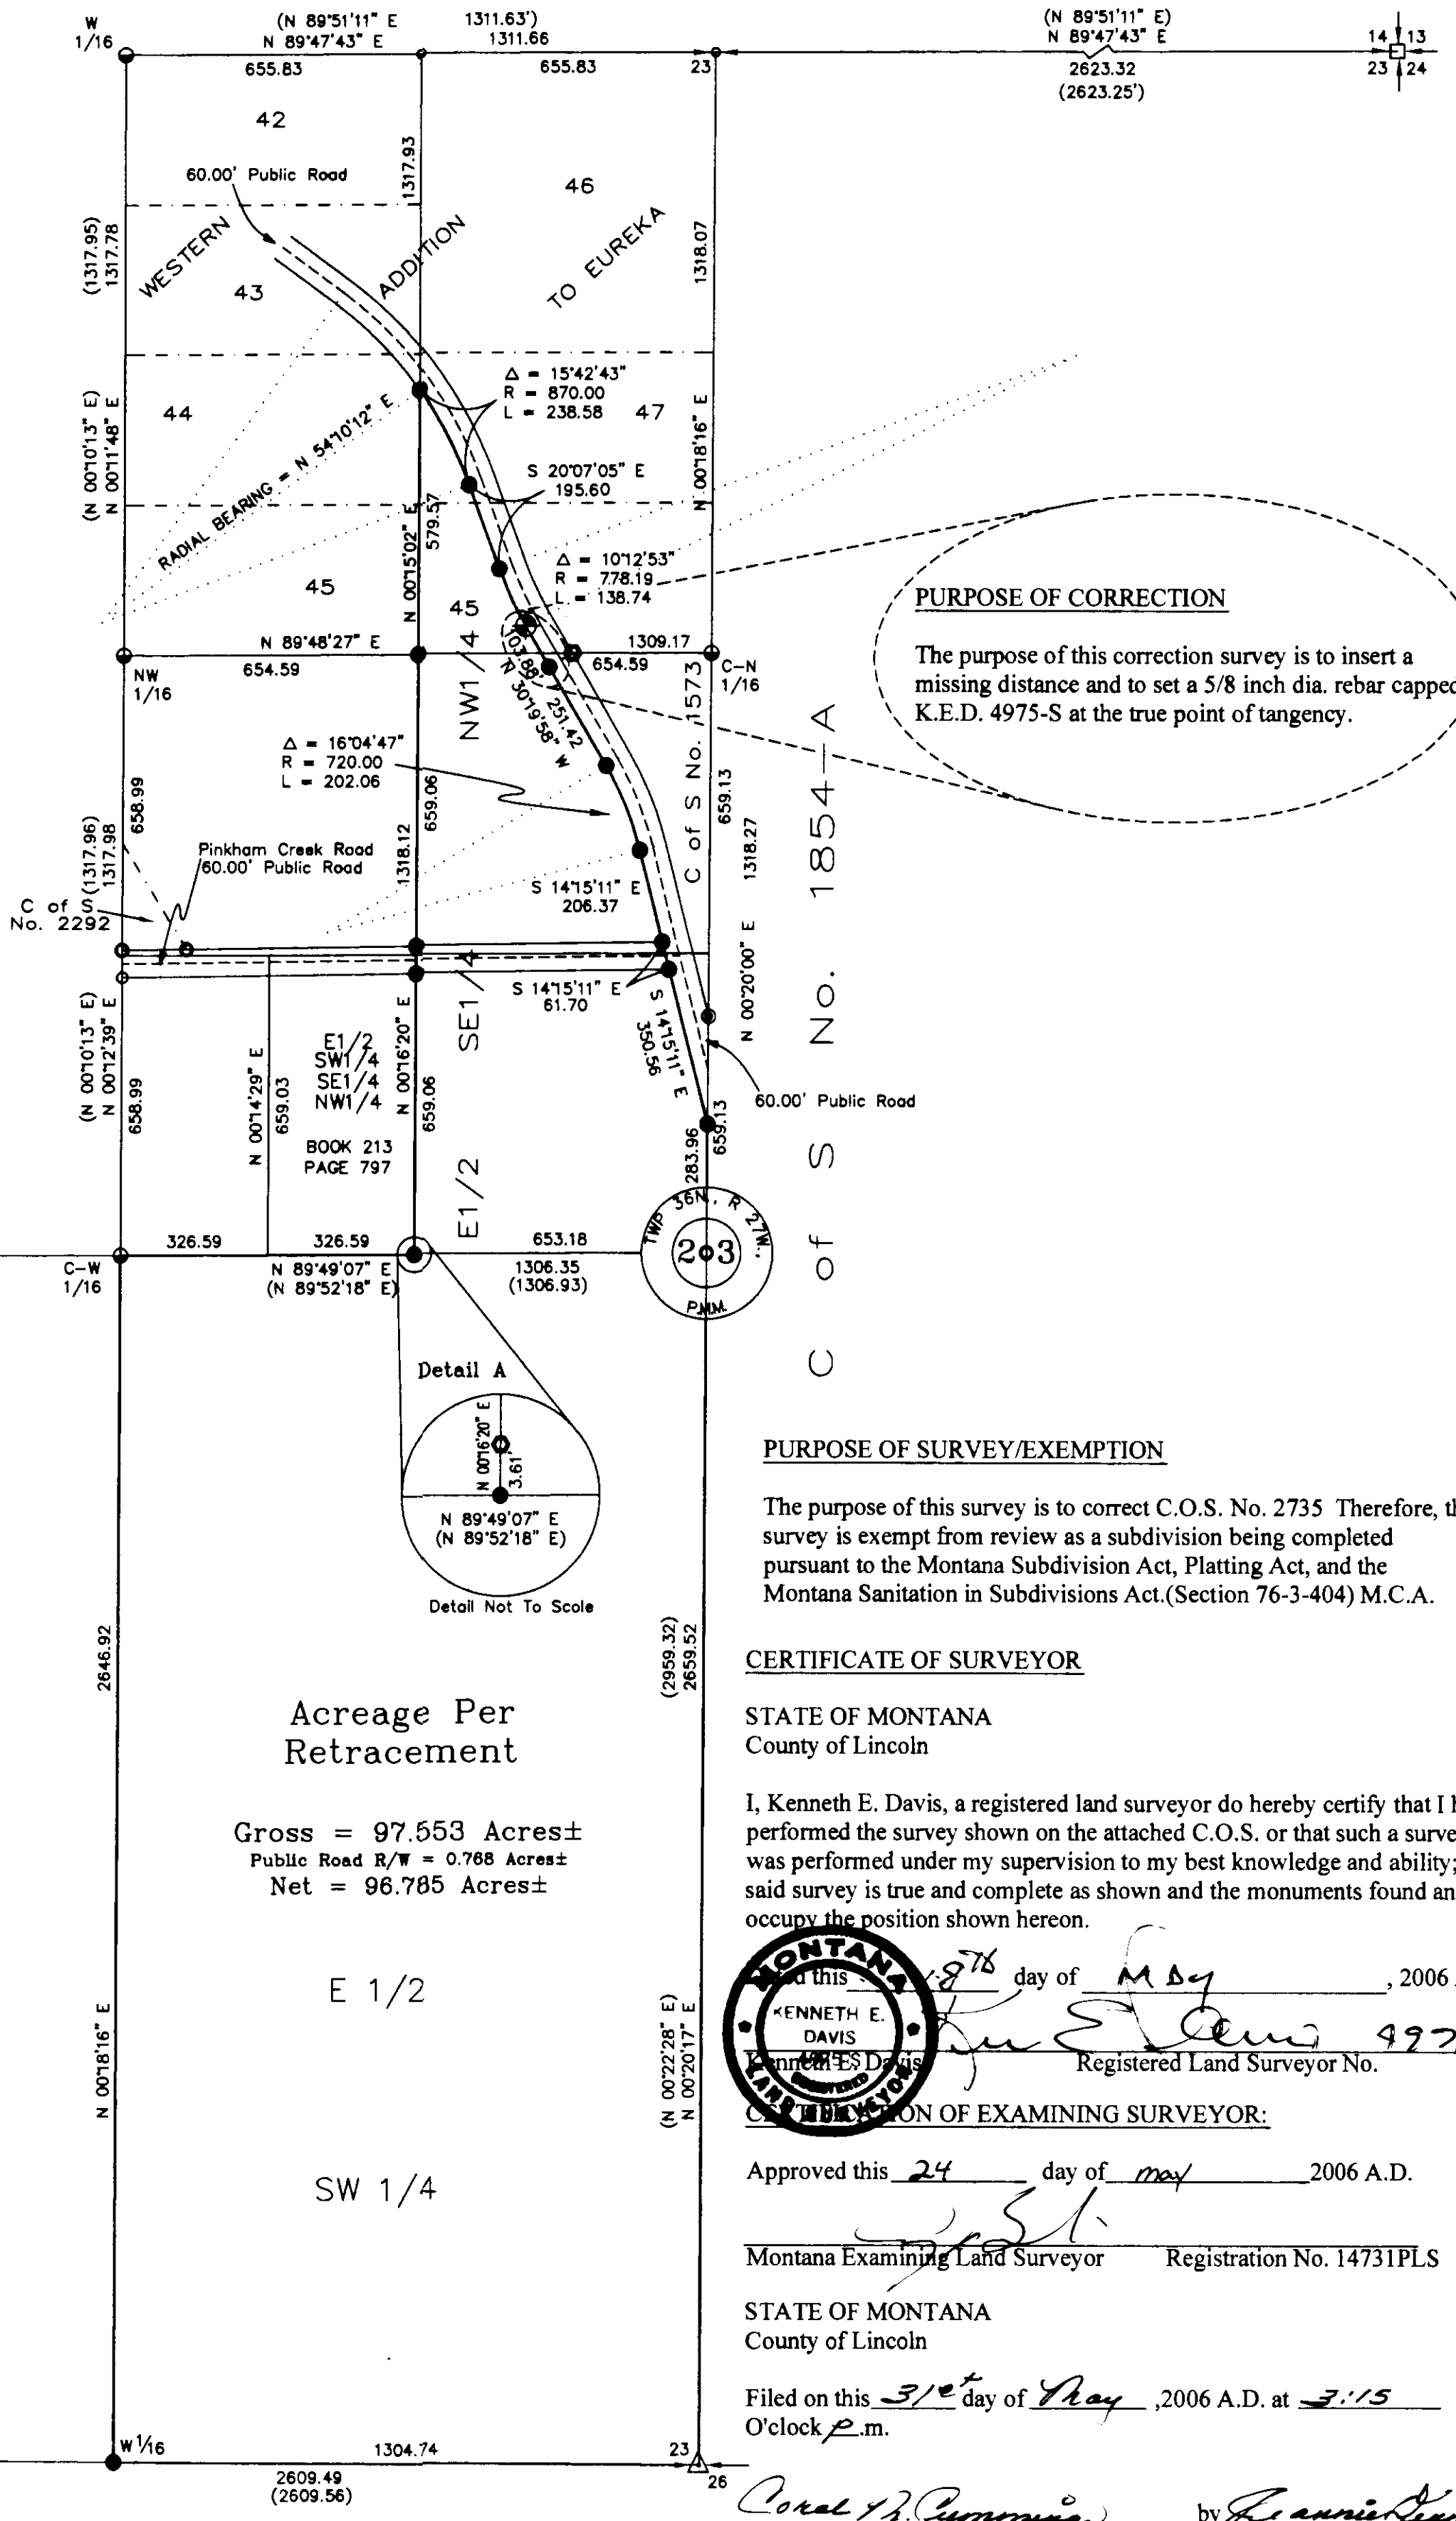 W
1/16
(N 89°51'11" E 1311.63')
N 89°47'43" E 1311.66
655.83
655.83
23
(N 89°51'11" E)
N 89°47'43" E
2623.32
(2623.25')
14 13
23 24
42
60.00' Public Road
1317.93
46
WESTERN ADDITION TO EUREKA
43
(1317.95)
1317.78
1318.07
Δ = 15°42'43"
R = 870.00
L = 238.58
44
47
RADIAL BEARING = N 54°10'12" E
(N 00°10'13" E)
N 00°11'48" E
N 00°18'16" E
S 20°07'05" E
195.60
N 00°15'02" E
579.57
Δ = 10°12'53"
R = 778.19
L = 138.74
45
45
PURPOSE OF CORRECTION
The purpose of this correction survey is to insert a
missing distance and to set a 5/8 inch dia. rebar capped
K.E.D. 4975-S at the true point of tangency.
N 89°48'27" E
654.59
1309.17
654.59
NW
1/16
C-N
1/16
103.88'
251.42
N 30°19'58" W
NW1/4
C of S No. 1573
Δ = 16°04'47"
R = 720.00
L = 202.06
658.99
659.06
659.13
(1317.96)
1317.98
1318.12
1318.27
Pinkham Creek Road
60.00' Public Road
C of S
No. 2292
S 14°15'11" E
206.37
N 00°20'00" E
C of S No. 1854-A
S 14°15'11" E
61.70
SE1/4
S 14°15'11" E
350.56
(N 00°10'13" E)
N 00°12'39" E
658.99
N 00°14'29" E
659.03
E1/2
SW1/4
SE1/4
NW1/4
BOOK 213
PAGE 797
N 00°16'20" E
659.06
60.00' Public Road
E1/2
283.96
659.13
TWP 36N., R 27W.,
23
P.M.M.
326.59
326.59
653.18
C-W
1/16
N 89°49'07" E
(N 89°52'18" E)
1306.35
(1306.93)
Detail A
N 00°16'20" E
3.61'
N 89°49'07" E
(N 89°52'18" E)
Detail Not To Scale
PURPOSE OF SURVEY/EXEMPTION
The purpose of this survey is to correct C.O.S. No. 2735 Therefore, th
survey is exempt from review as a subdivision being completed
pursuant to the Montana Subdivision Act, Platting Act, and the
Montana Sanitation in Subdivisions Act.(Section 76-3-404) M.C.A.
2646.92
(2959.32)
2659.52
Acreage Per
Retracement
Gross = 97.553 Acres±
Public Road R/W = 0.768 Acres±
Net = 96.785 Acres±
E 1/2
SW 1/4
N 00°18'16" E
(N 00°22'28" E)
N 00°20'17" E
CERTIFICATE OF SURVEYOR
STATE OF MONTANA
County of Lincoln
I, Kenneth E. Davis, a registered land surveyor do hereby certify that I h
performed the survey shown on the attached C.O.S. or that such a surve
was performed under my supervision to my best knowledge and ability;
said survey is true and complete as shown and the monuments found an
occupy the position shown hereon.
this day of May, 2006
MONTANA
KENNETH E.
DAVIS
REGISTERED
LAND SURVEYOR
Kenneth E. Davis Registered Land Surveyor No.
CERTIFICATION OF EXAMINING SURVEYOR:
Approved this 24 day of may 2006 A.D.
Montana Examining Land Surveyor Registration No. 14731PLS
STATE OF MONTANA
County of Lincoln
Filed on this 31st day of May ,2006 A.D. at 3:15
O'clock p.m.
W 1/16
1304.74
23
26
2609.49
(2609.56)
Coral M. Cummings by Jeannie